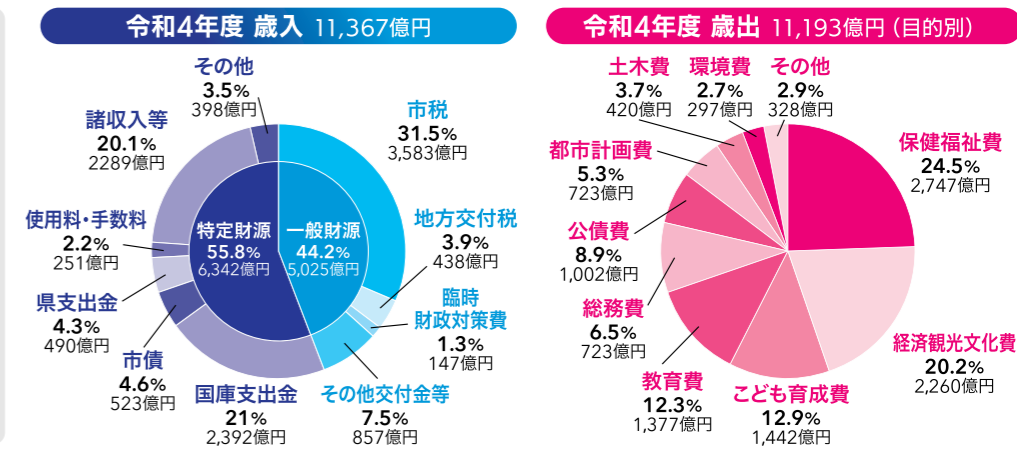 令和4年度 歳入 11,367億円
その他
3.5%
398億円
諸収入等
20.1%
2289億円
使用料・手数料
2.2%
251億円
県支出金
4.3%
490億円
市債
4.6%
523億円
国庫支出金
21%
2,392億円
その他交付金等
7.5%
857億円
臨時
財政対策費
1.3%
147億円
地方交付税
3.9%
438億円
市税
31.5%
3,583億円
特定財源
55.8%
6,342億円
一般財源
44.2%
5,025億円
令和4年度 歳出 11,193億円（目的別）
土木費
3.7%
420億円
環境費
2.7%
297億円
その他
2.9%
328億円
都市計画費
5.3%
723億円
公債費
8.9%
1,002億円
総務費
6.5%
723億円
教育費
12.3%
1,377億円
こども育成費
12.9%
1,442億円
経済観光文化費
20.2%
2,260億円
保健福祉費
24.5%
2,747億円